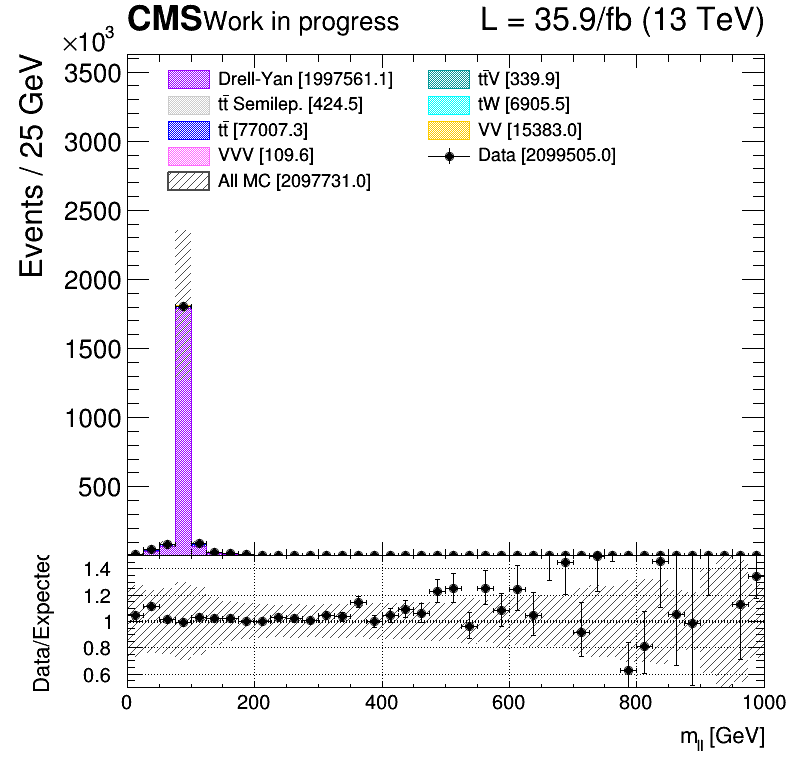 CMS Work in progress L = 35.9/fb (13 TeV)
×10³
Events / 25 GeV
3500
3000
2500
2000
1500
1000
500
Drell-Yan [1997561.1]
tt̄ Semilep. [424.5]
tt̄ [77007.3]
VVV [109.6]
All MC [2097731.0]
tt̄V [339.9]
tW [6905.5]
VV [15383.0]
Data [2099505.0]
Data/Expected
1.4
1.2
1
0.8
0.6
0 200 400 600 800 1000
m_ll [GeV]